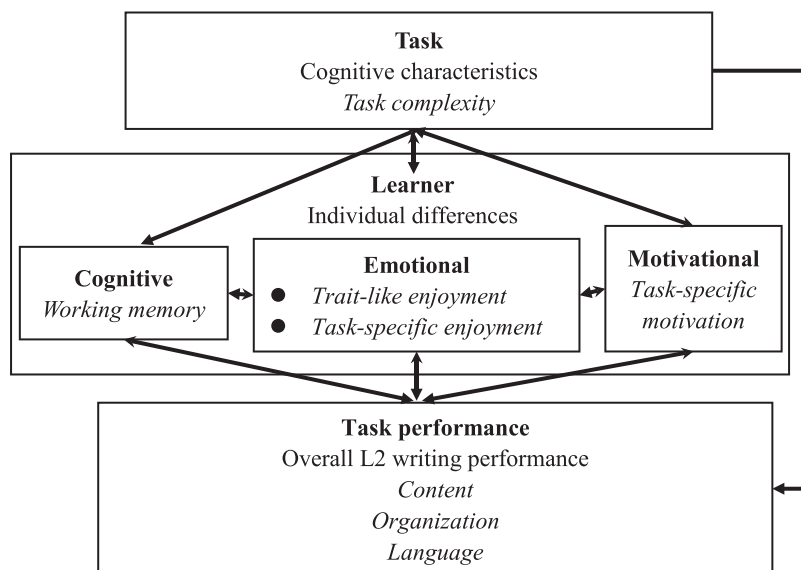 Task
Cognitive characteristics
Task complexity
Learner
Individual differences
Cognitive
Working memory
Emotional
● Trait-like enjoyment
● Task-specific enjoyment
Motivational
Task-specific
motivation
Task performance
Overall L2 writing performance
Content
Organization
Language